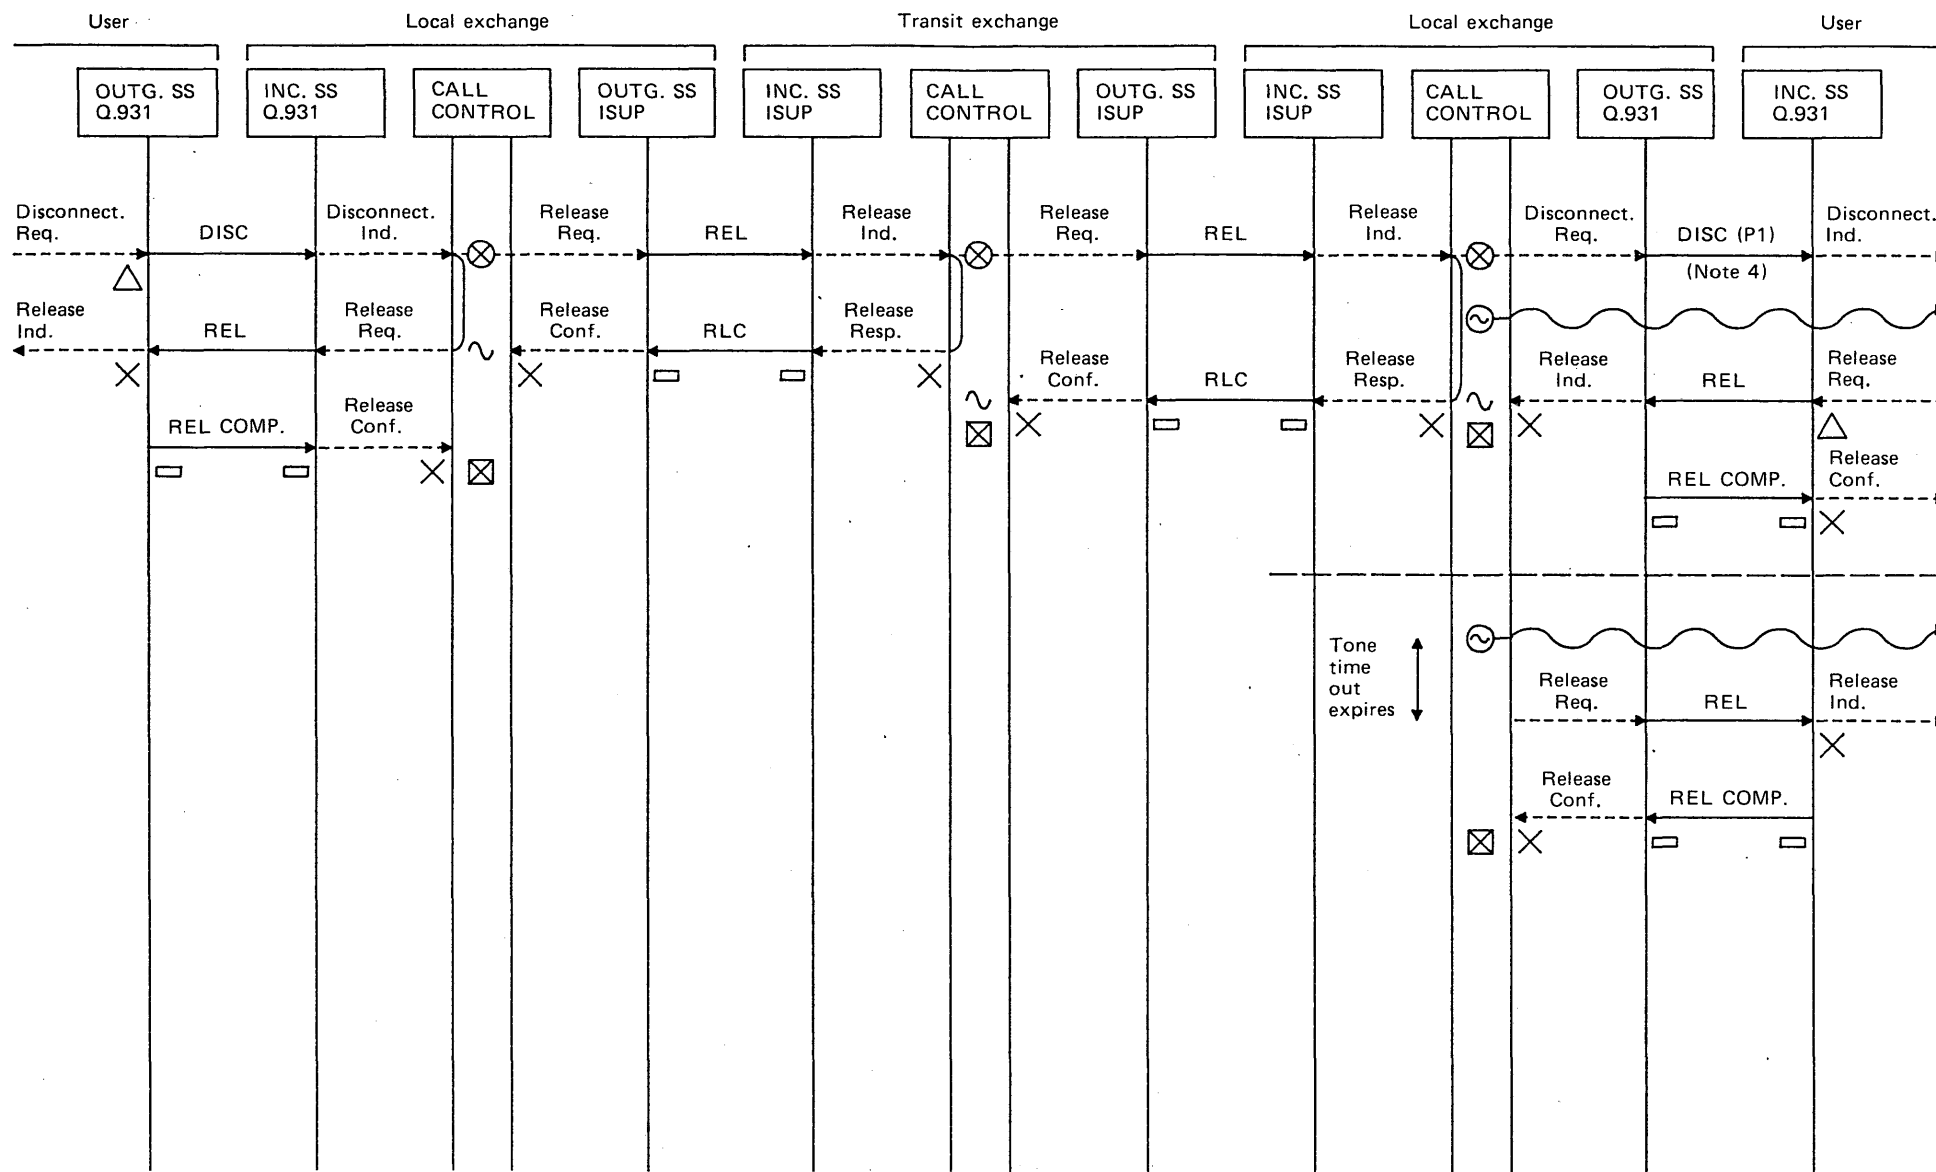 User
Local exchange
Transit exchange
Local exchange
User
OUTG. SS
Q.931
INC. SS
Q.931
CALL
CONTROL
OUTG. SS
ISUP
INC. SS
ISUP
CALL
CONTROL
OUTG. SS
ISUP
INC. SS
ISUP
CALL
CONTROL
OUTG. SS
Q.931
INC. SS
Q.931
Disconnect.
Req.
DISC
Disconnect.
Ind.
Release
Req.
REL
Release
Ind.
Release
Req.
REL
Release
Ind.
Disconnect.
Req.
DISC (P1)
(Note 4)
Disconnect.
Ind.
Release
Ind.
REL
Release
Req.
Release
Conf.
RLC
Release
Resp.
Release
Conf.
RLC
Release
Resp.
Release
Ind.
REL
Release
Req.
REL COMP.
Release
Conf.
REL COMP.
Release
Conf.
Tone
time
out
expires
Release
Req.
REL
Release
Ind.
Release
Conf.
REL COMP.